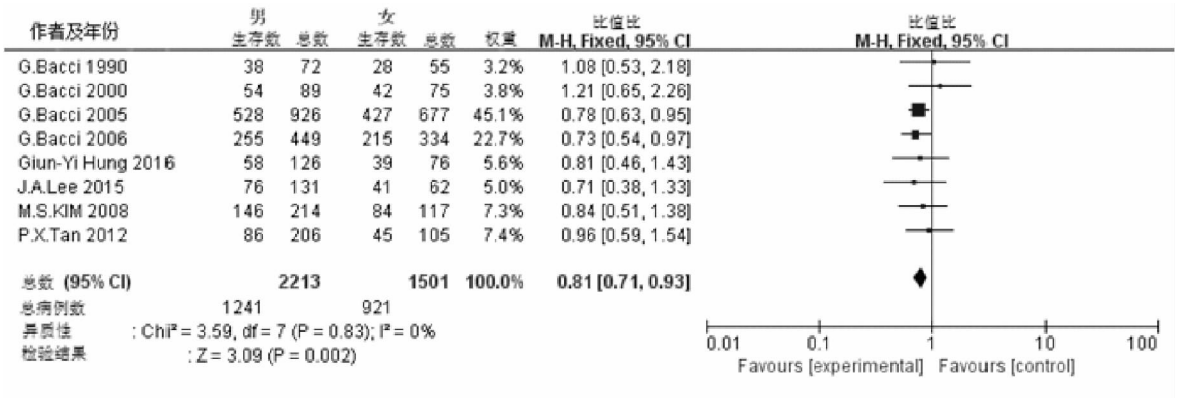 作者及年份 男 女 比值比 比值比
生存数 总数 生存数 总数 权重 M-H, Fixed, 95% CI M-H, Fixed, 95% CI
G.Bacci 1990 38 72 28 55 3.2% 1.08 [0.53, 2.18]
G.Bacci 2000 54 89 42 75 3.8% 1.21 [0.65, 2.26]
G.Bacci 2005 528 926 427 677 45.1% 0.78 [0.63, 0.95]
G.Bacci 2006 255 449 215 334 22.7% 0.73 [0.54, 0.97]
Giun-Yi Hung 2016 58 126 39 76 5.6% 0.81 [0.46, 1.43]
J.A.Lee 2015 76 131 41 62 5.0% 0.71 [0.38, 1.33]
M.S.KIM 2008 146 214 84 117 7.3% 0.84 [0.51, 1.38]
P.X.Tan 2012 86 206 45 105 7.4% 0.96 [0.59, 1.54]
总数 (95% CI) 2213 1501 100.0% 0.81 [0.71, 0.93]
总病例数 1241 921
异质性 : Chi² = 3.59, df = 7 (P = 0.83); I² = 0%
检验结果 : Z = 3.09 (P = 0.002)
0.01 0.1 1 10 100
Favours [experimental] Favours [control]